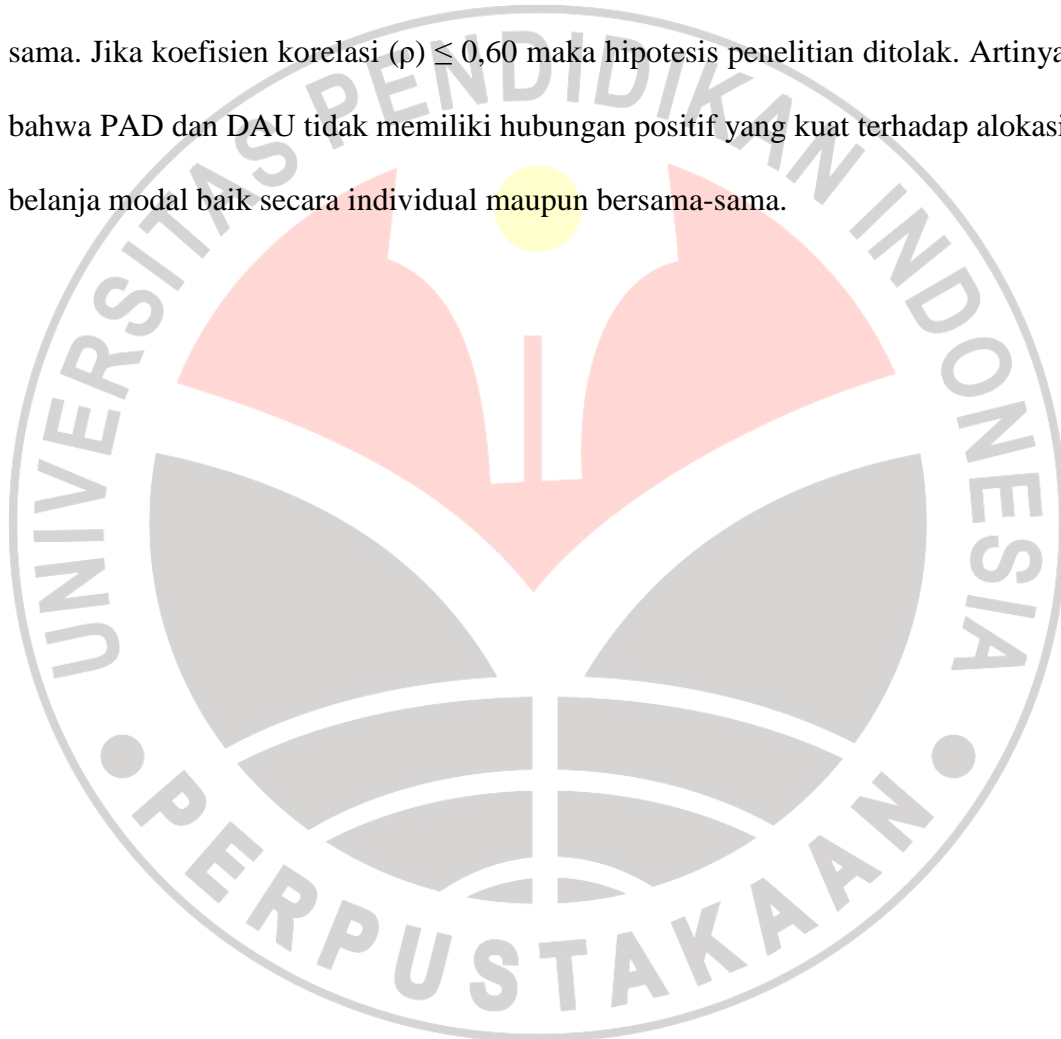 sama. Jika koefisien korelasi (ρ) ≤ 0,60 maka hipotesis penelitian ditolak. Artinya
bahwa PAD dan DAU tidak memiliki hubungan positif yang kuat terhadap alokasi
belanja modal baik secara individual maupun bersama-sama.
UNIVERSITAS PENDIDIKAN INDONESIA
PERPUSTAKAAN